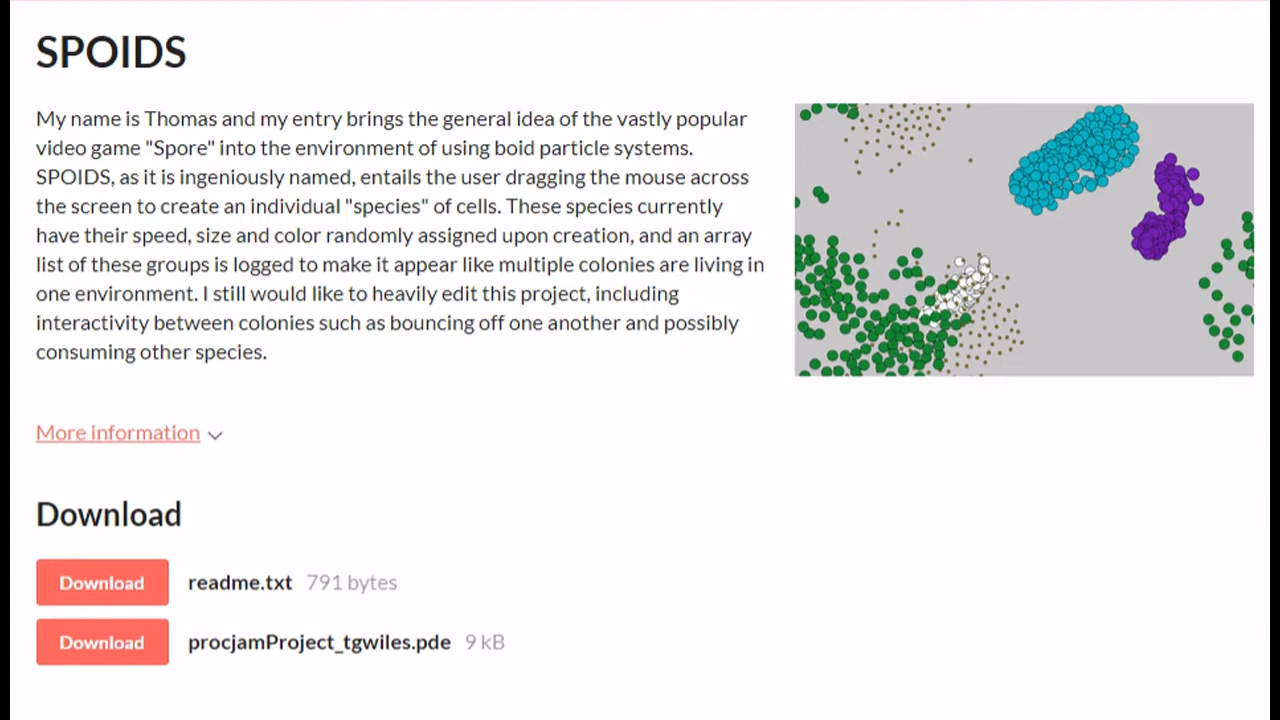 SPOIDS
My name is Thomas and my entry brings the general idea of the vastly popular
video game "Spore" into the environment of using boid particle systems.
SPOIDS, as it is ingeniously named, entails the user dragging the mouse across
the screen to create an individual "species" of cells. These species currently
have their speed, size and color randomly assigned upon creation, and an array
list of these groups is logged to make it appear like multiple colonies are living in
one environment. I still would like to heavily edit this project, including
interactivity between colonies such as bouncing off one another and possibly
consuming other species.
More information
Download
Download readme.txt 791 bytes
Download procjamProject_tgwiles.pde 9 kB